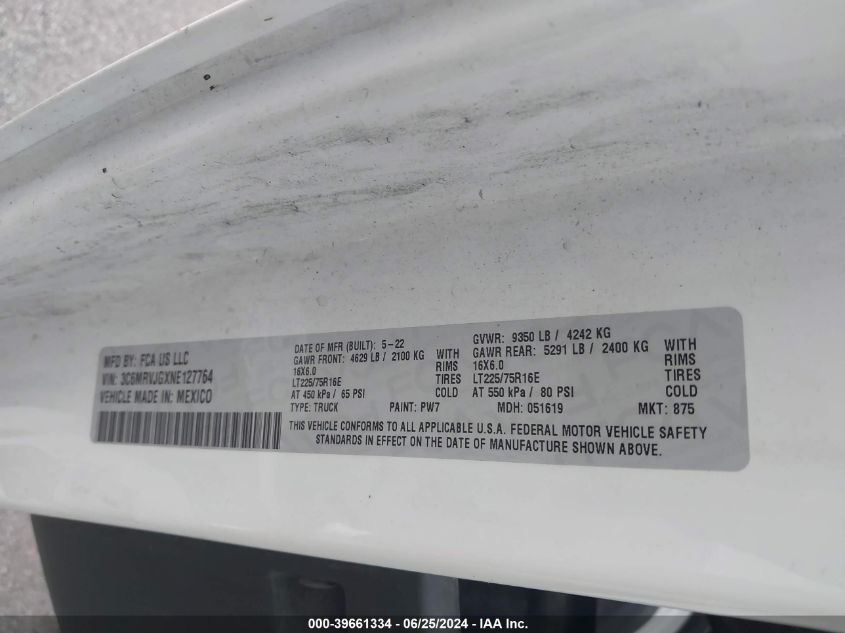 MFD BY: FCA US LLC
VIN: 3C6MRVJGXNE127764
VEHICLE MADE IN: MEXICO
DATE OF MFR (BUILT): 5-22
GVWR: 9350 LB / 4242 KG
GAWR FRONT: 4629 LB / 2100 KG WITH
GAWR REAR: 5291 LB / 2400 KG WITH
16X6.0 RIMS
16X6.0 RIMS
LT225/75R16E TIRES
LT225/75R16E TIRES
AT 450 kPa / 65 PSI COLD
AT 550 kPa / 80 PSI COLD
TYPE: TRUCK PAINT: PW7 MDH: 051619 MKT: 875
THIS VEHICLE CONFORMS TO ALL APPLICABLE U.S.A. FEDERAL MOTOR VEHICLE SAFETY
STANDARDS IN EFFECT ON THE DATE OF MANUFACTURE SHOWN ABOVE.
000-39661334 / 06/25/2024 / IAA Inc.